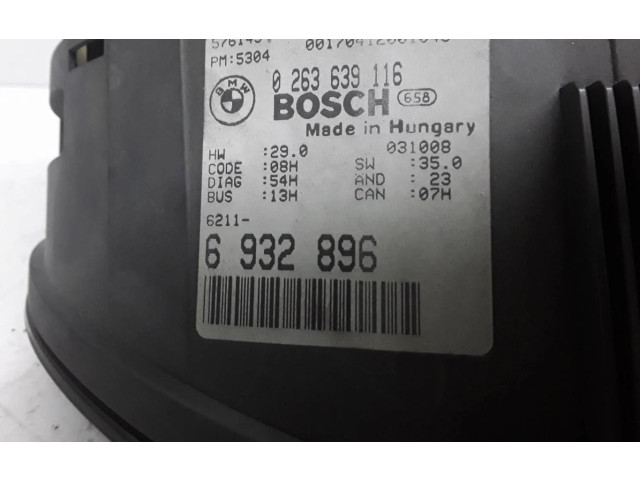 PM:5304
BMW
0 263 639 116
BOSCH 658
Made in Hungary
HW :29.0 031008
CODE :08H SW :35.0
DIAG :54H AND : 23
BUS :13H CAN :07H
6211-
6 932 896